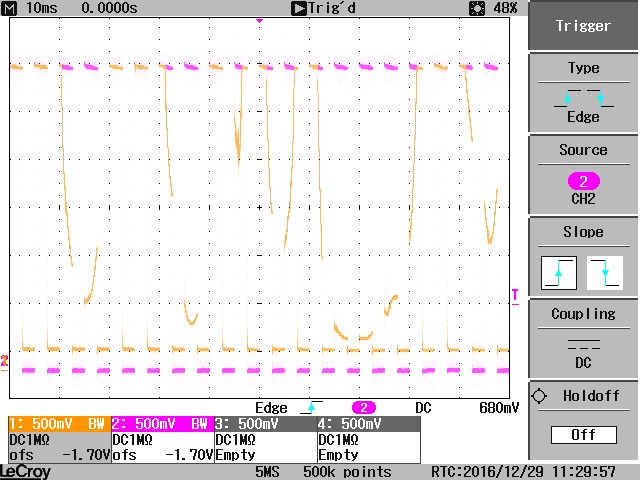 M 10ms 0.0000s Trig'd 48%
Trigger
Type
Edge
Source
2
CH2
Slope
T
Coupling
DC
2
Holdoff
Off
Edge 2 DC 680mV
1: 500mV BW 2: 500mV BW 3: 500mV 4: 500mV
DC1MΩ DC1MΩ DC1MΩ DC1MΩ
ofs -1.70V ofs -1.70V Empty Empty
LeCroy 5MS 500k points RTC:2016/12/29 11:29:57